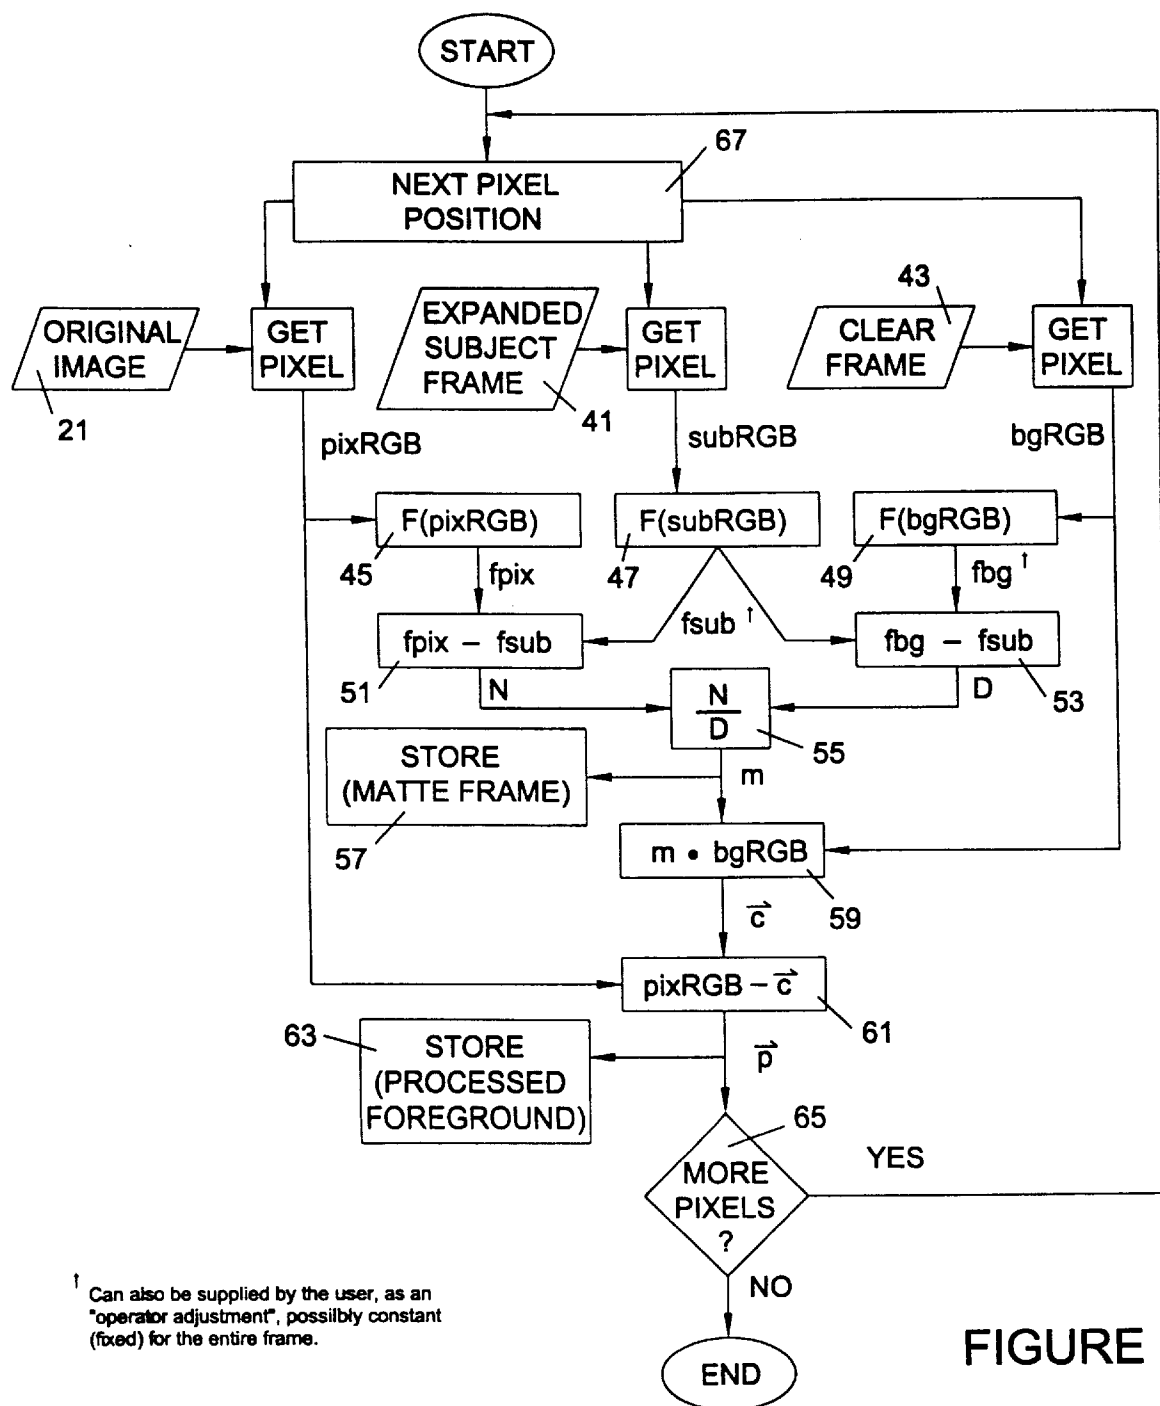 START
67
NEXT PIXEL
POSITION
43
ORIGINAL
IMAGE
GET
PIXEL
EXPANDED
SUBJECT
FRAME
GET
PIXEL
CLEAR
FRAME
GET
PIXEL
21
41
pixRGB
subRGB
bgRGB
F(pixRGB)
F(subRGB)
F(bgRGB)
45
fpix
47
49
fbg †
fpix – fsub
fsub †
fbg – fsub
51
N
D
53
N
D
55
STORE
(MATTE FRAME)
m
57
m • bgRGB
59
c⃗
pixRGB – c⃗
61
63
STORE
(PROCESSED
FOREGROUND)
p⃗
65
MORE
PIXELS
?
YES
NO
† Can also be supplied by the user, as an
"operator adjustment", possilbly constant
(fixed) for the entire frame.
END
FIGURE